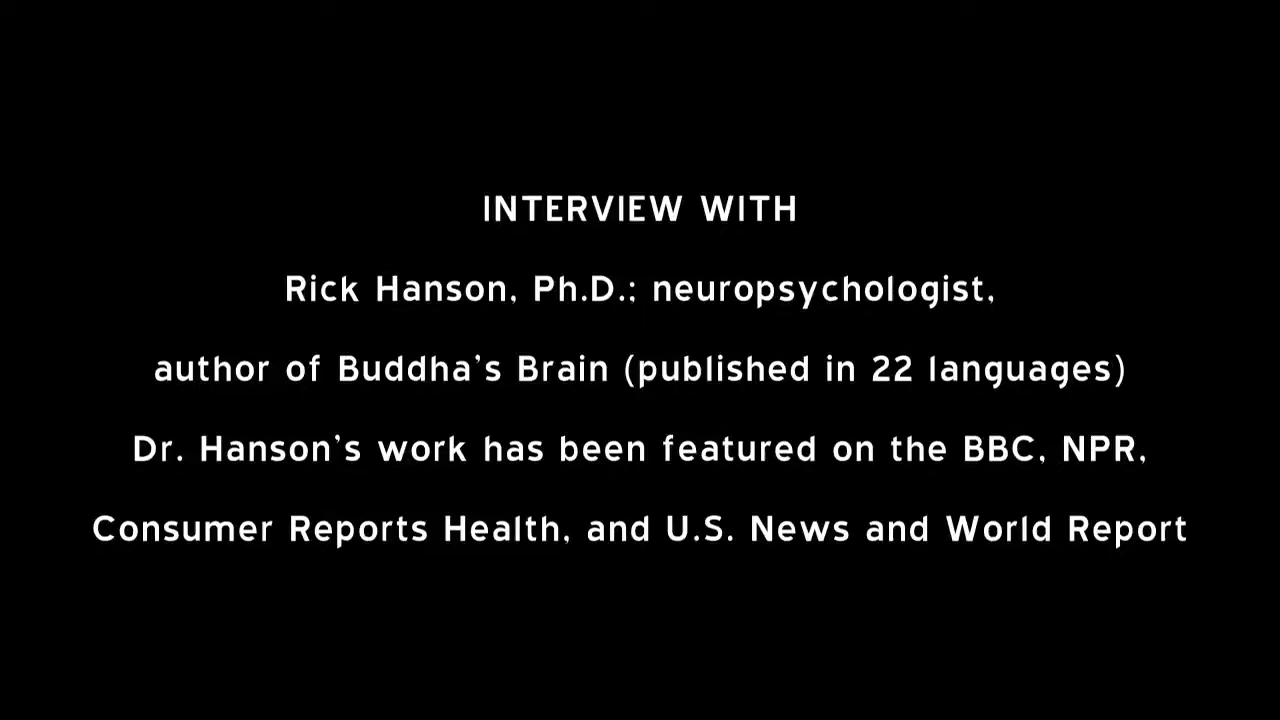 INTERVIEW WITH
Rick Hanson, Ph.D.; neuropsychologist,
author of Buddha's Brain (published in 22 languages)
Dr. Hanson's work has been featured on the BBC, NPR,
Consumer Reports Health, and U.S. News and World Report